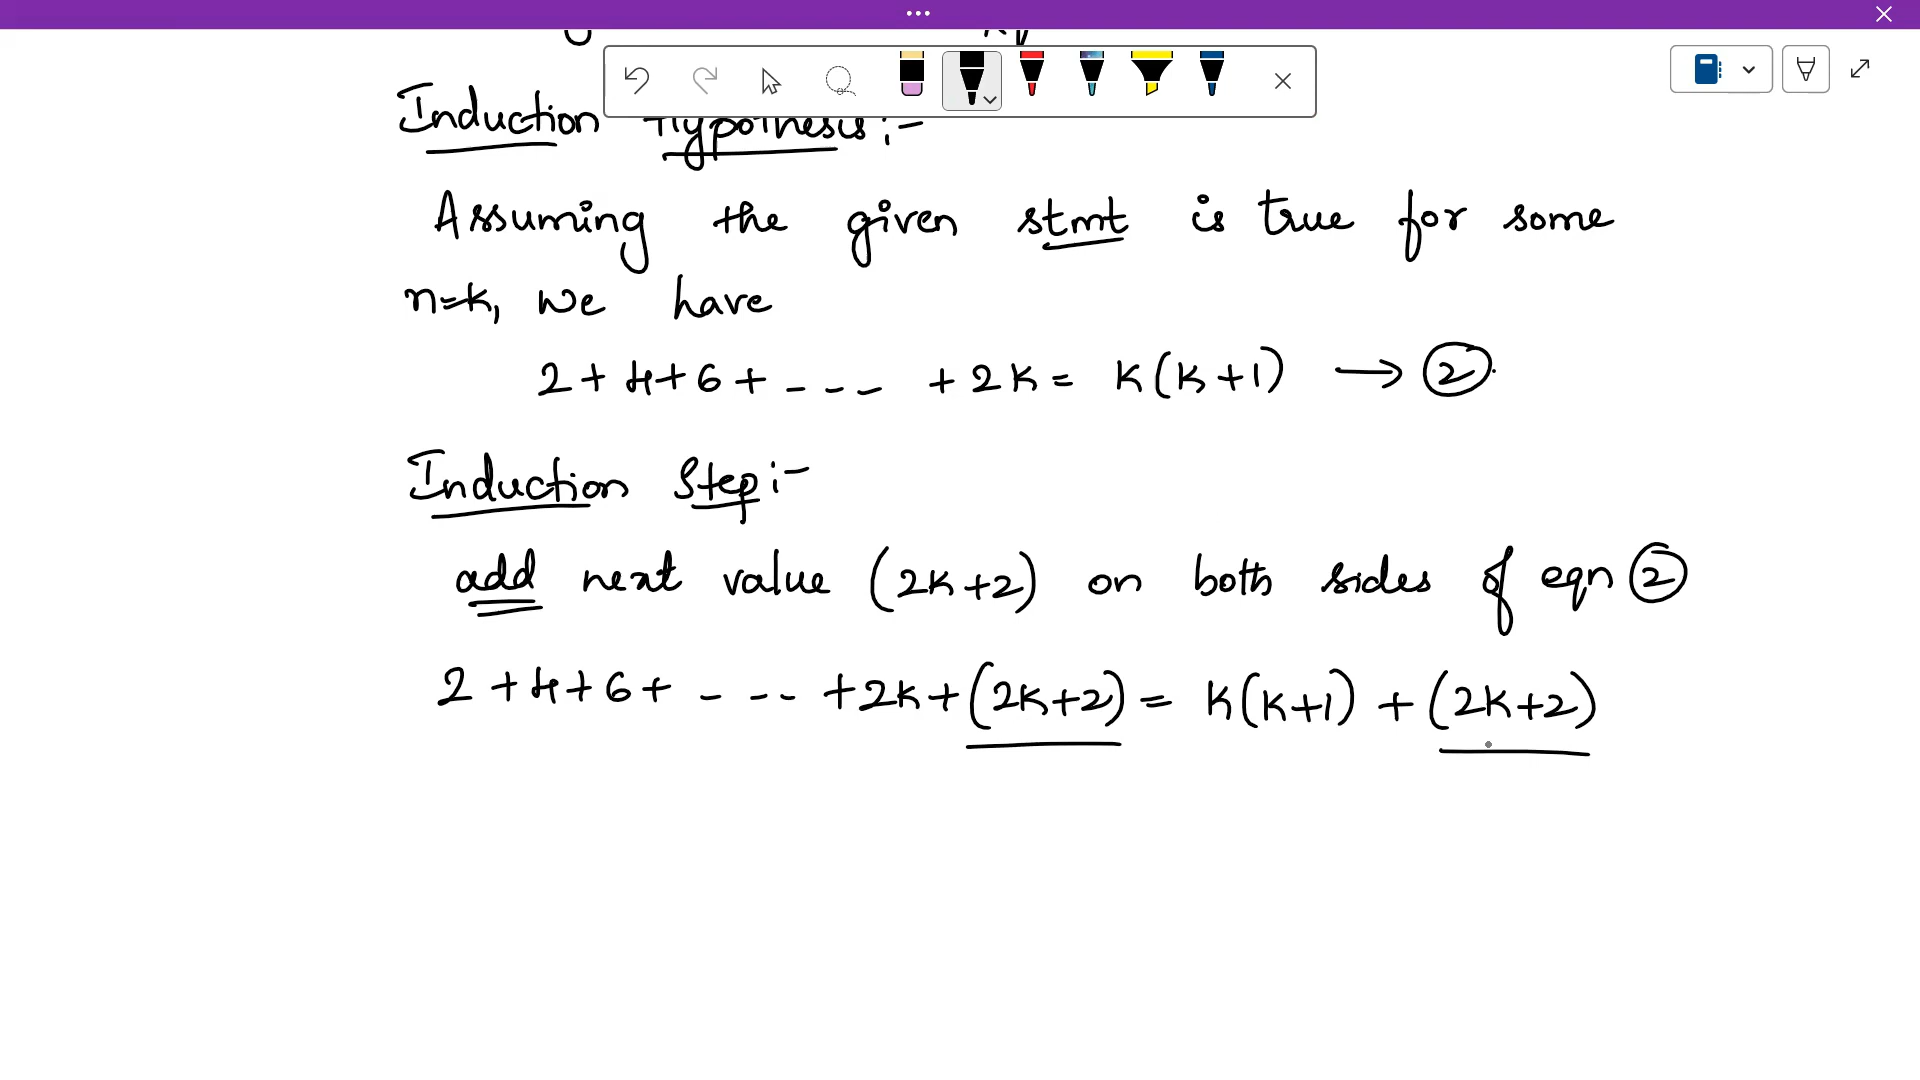 Induction Hypothesis:-
Assuming the given stmt is true for some
n=k, we have
2+4+6+ - - - +2k = k(k+1) → ②.
Induction Step:-
add next value (2k+2) on both sides of eqn ②
2+4+6+ - - - +2k+(2k+2) = k(k+1) + (2k+2)